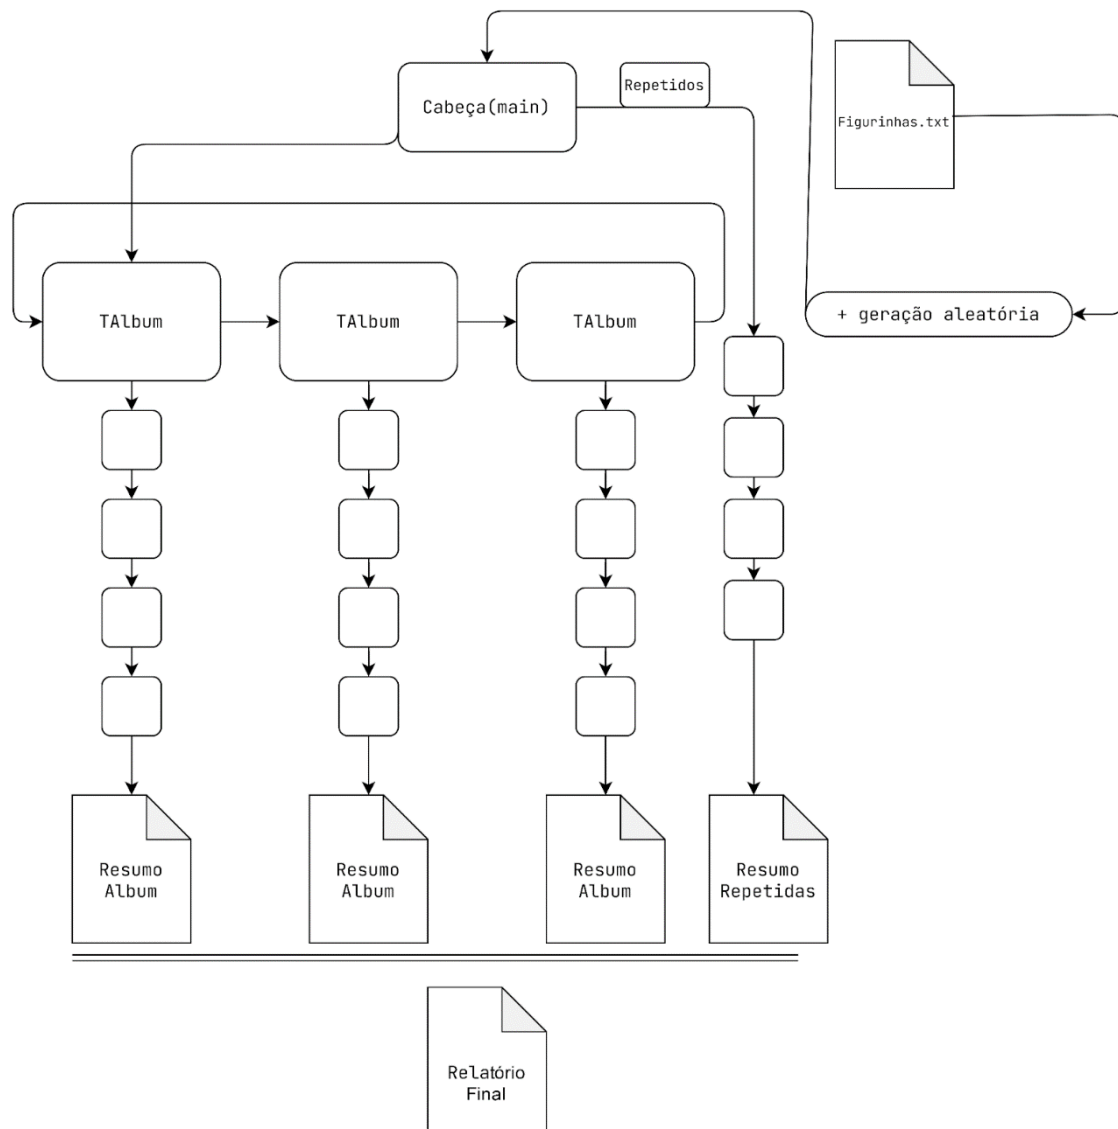 Repetidos
Cabeça(main)
Figurinhas.txt
TAlbum
TAlbum
TAlbum
+ geração aleatória
Resumo
Album
Resumo
Album
Resumo
Album
Resumo
Repetidas
Relatório
Final